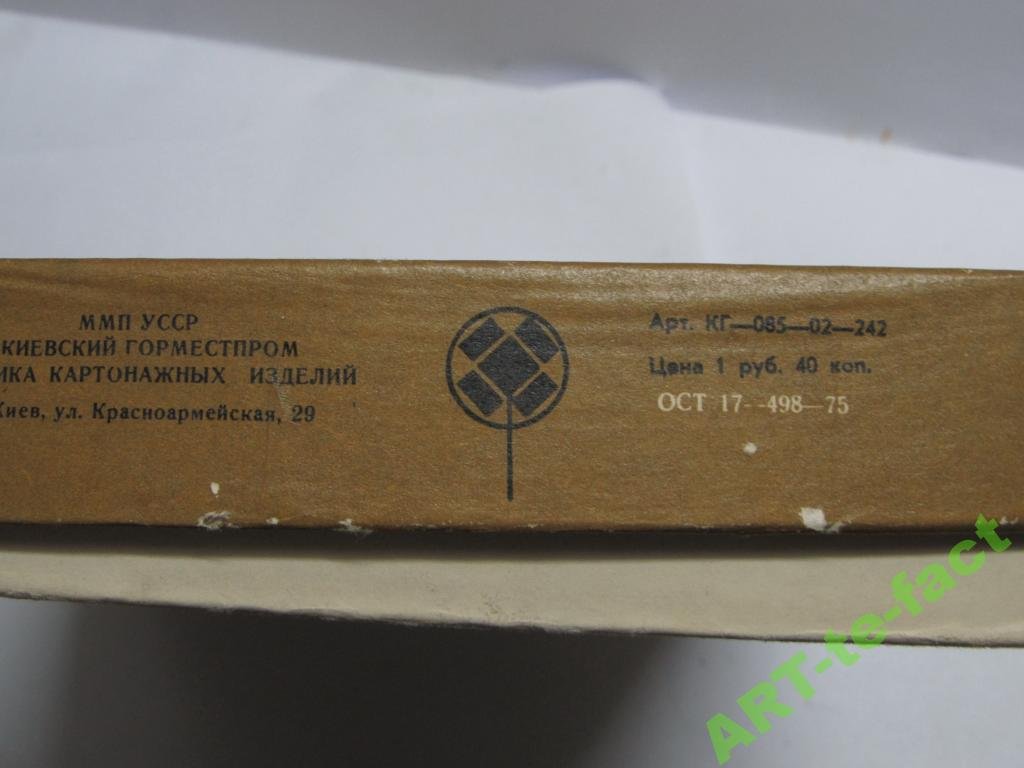 ММП УССР
КИЕВСКИЙ ГОРМЕСТПРОМ
ИКА КАРТОНАЖНЫХ ИЗДЕЛИЙ
Киев, ул. Красноармейская, 29
Арт. КГ—085—02—242
Цена 1 руб. 40 коп.
ОСТ 17-498-75
ART-te-fact